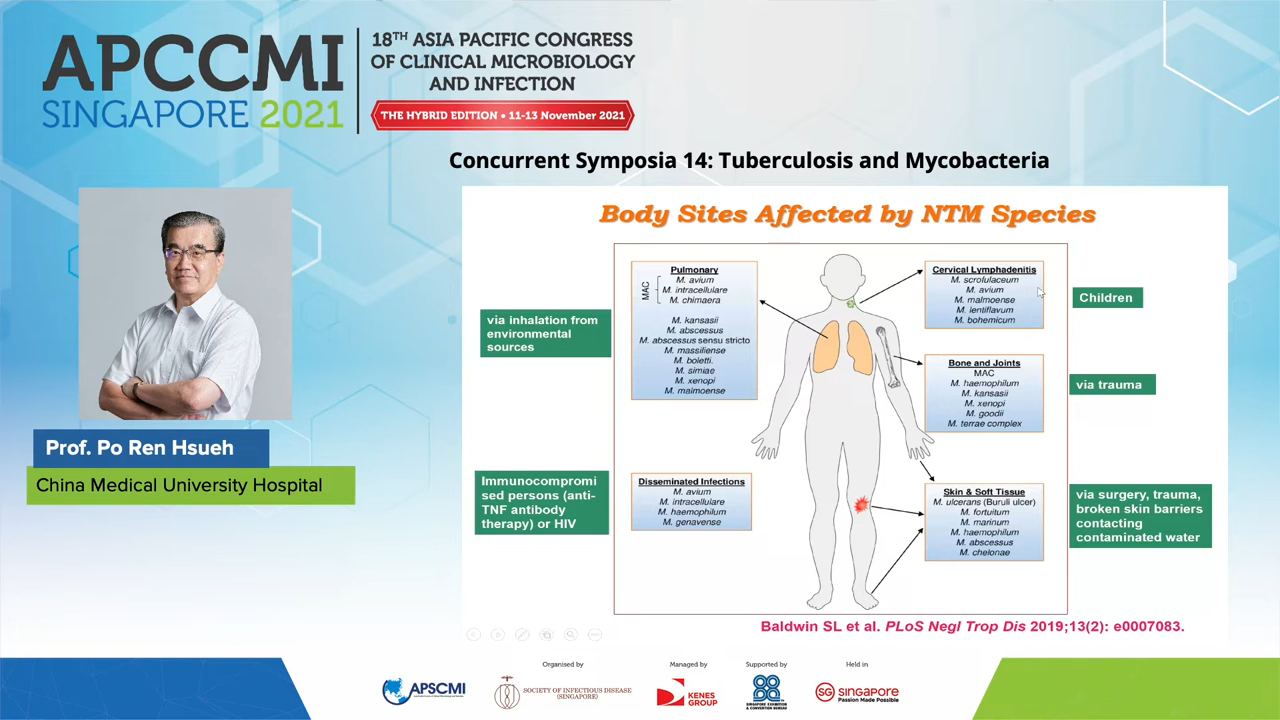 APCCMI
SINGAPORE 2021
18TH ASIA PACIFIC CONGRESS
OF CLINICAL MICROBIOLOGY
AND INFECTION
THE HYBRID EDITION • 11-13 November 2021
Concurrent Symposia 14: Tuberculosis and Mycobacteria
Prof. Po Ren Hsueh
China Medical University Hospital
Body Sites Affected by NTM Species
via inhalation from
environmental
sources
Pulmonary
MAC
M. avium
M. intracellulare
M. chimaera
M. kansasii
M. abscessus
M. abscessus sensu stricto
M. massiliense
M. boletti.
M. simiae
M. xenopi
M. malmoense
Cervical Lymphadenitis
M. scrofulaceum
M. avium
M. malmoense
M. lentiflavum
M. bohemicum
Children
Bone and Joints
MAC
M. haemophilum
M. kansasii
M. xenopi
M. goodii
M. terrae complex
via trauma
Immunocompromi
sed persons (anti-
TNF antibody
therapy) or HIV
Disseminated Infections
M. avium
M. intracellulare
M. haemophilum
M. genavense
Skin & Soft Tissue
M. ulcerans (Buruli ulcer)
M. fortuitum
M. marinum
M. haemophilum
M. abscessus
M. chelonae
via surgery, trauma,
broken skin barriers
contacting
contaminated water
Baldwin SL et al. PLoS Negl Trop Dis 2019;13(2): e0007083.
Organised by
Managed by
Supported by
Held in
APSCMI
SOCIETY OF INFECTIOUS DISEASE
(SINGAPORE)
KENES
GROUP
SINGAPORE EXHIBITION
& CONVENTION BUREAU
SG SINGAPORE
Passion Made Possible